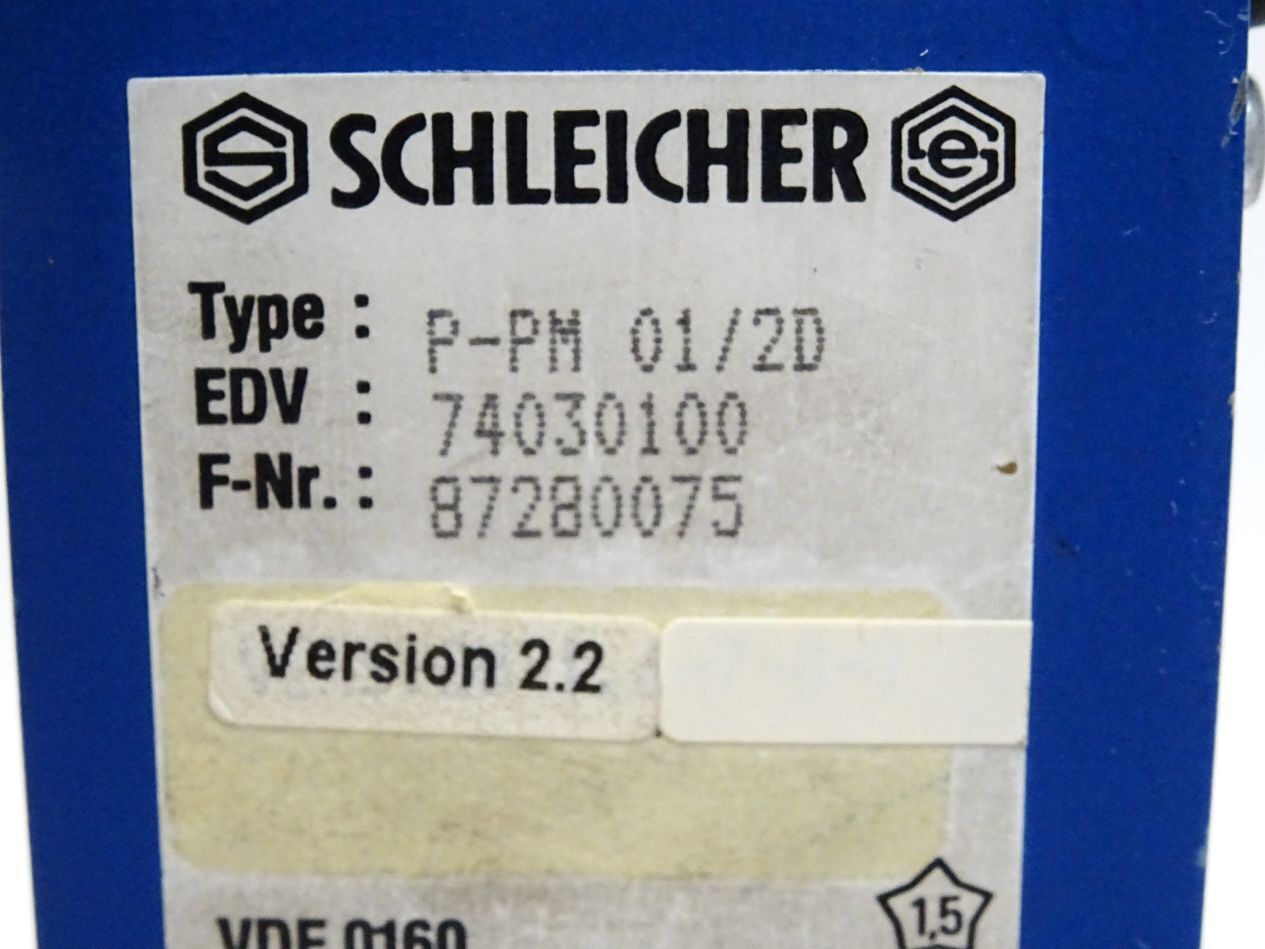 SCHLEICHER
Type : P-PM 01/2D
EDV : 74030100
F-Nr. : 87280075
Version 2.2
VDE 0160
1,5